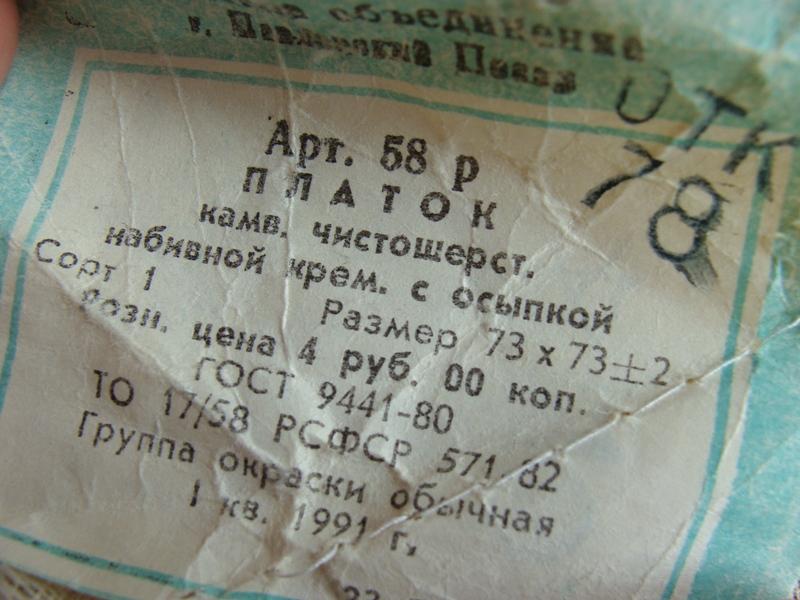 объединение
г. Павловский Посад
ОТК
78
Арт. 58 р
ПЛАТОК
камв. чистошерст.
набивной крем. с осыпкой
Сорт 1 Размер 73 х 73±2
Розн. цена 4 руб. 00 коп.
ГОСТ 9441-80
ТО 17/58 РСФСР 571.82
Группа окраски обычная
1 кв. 1991 г,